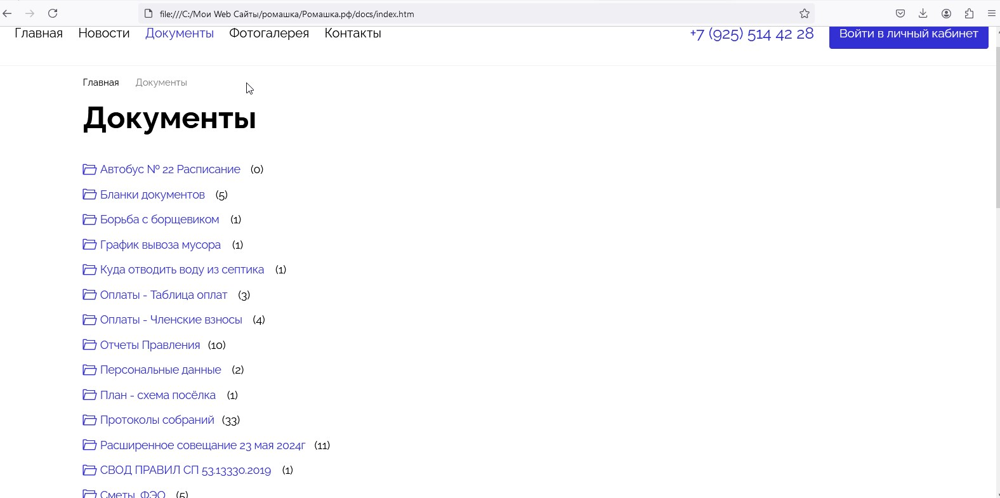 file:///C:/Мои Web Сайты/ромашка/Ромашка.рф/docs/index.htm
Главная Новости Документы Фотогалерея Контакты +7 (925) 514 42 28 Войти в личный кабинет
Главная Документы
Документы
Автобус № 22 Расписание (0)
Бланки документов (5)
Борьба с борщевиком (1)
График вывоза мусора (1)
Куда отводить воду из септика (1)
Оплаты - Таблица оплат (3)
Оплаты - Членские взносы (4)
Отчеты Правления (10)
Персональные данные (2)
План - схема посёлка (1)
Протоколы собраний (33)
Расширенное совещание 23 мая 2024г (11)
СВОД ПРАВИЛ СП 53.13330.2019 (1)
Сметы, ФЭО (5)